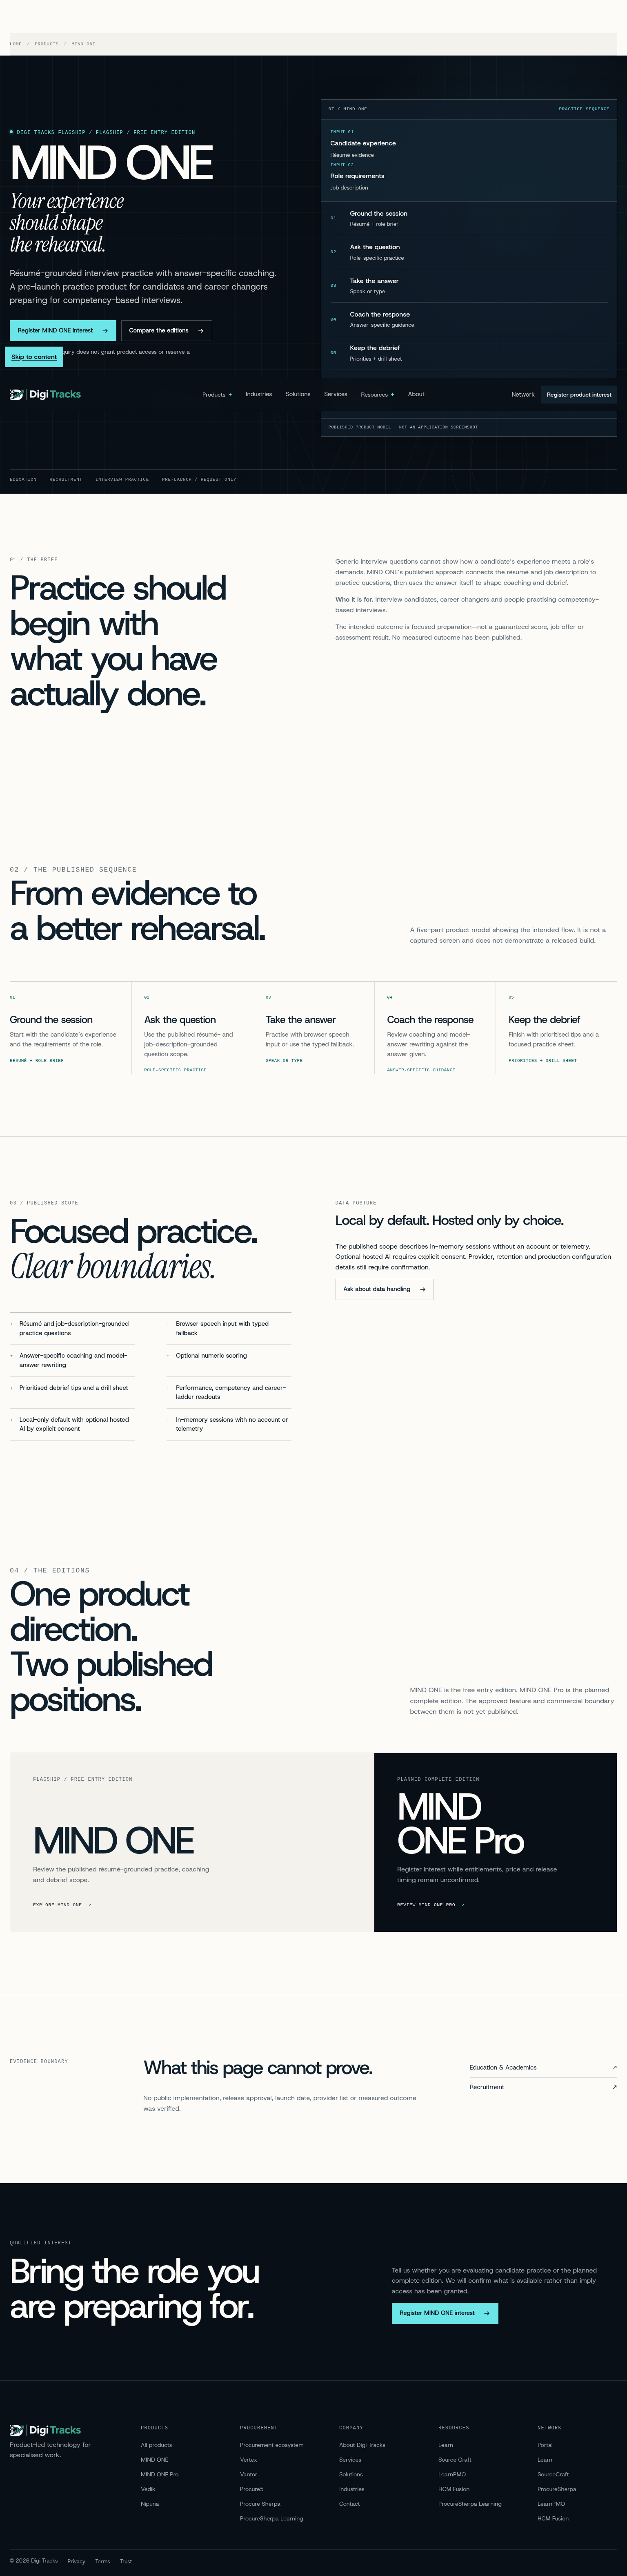 HOME / PRODUCTS / MIND ONE
DIGI TRACKS FLAGSHIP / FLAGSHIP / FREE ENTRY EDITION
MIND ONE
Your experience
should shape
the rehearsal.
Résumé-grounded interview practice with answer-specific coaching.
A pre-launch practice product for candidates and career changers
preparing for competency-based interviews.
Register MIND ONE interest →
Compare the editions →
quiry does not grant product access or reserve a
Skip to content
DT / MIND ONE
PRACTICE SEQUENCE
INPUT 01
Candidate experience
Résumé evidence
INPUT 02
Role requirements
Job description
01
Ground the session
Résumé + role brief
02
Ask the question
Role-specific practice
03
Take the answer
Speak or type
04
Coach the response
Answer-specific guidance
05
Keep the debrief
Priorities + drill sheet
Digi Tracks
Products +
Industries
Solutions
Services
Resources +
About
Network
Register product interest
PUBLISHED PRODUCT MODEL · NOT AN APPLICATION SCREENSHOT
EDUCATION
RECRUITMENT
INTERVIEW PRACTICE
PRE-LAUNCH / REQUEST ONLY
01 / THE BRIEF
Practice should
begin with
what you have
actually done.
Generic interview questions cannot show how a candidate's experience meets a role's
demands. MIND ONE's published approach connects the résumé and job description to
practice questions, then uses the answer itself to shape coaching and debrief.
Who it is for. Interview candidates, career changers and people practising competency-
based interviews.
The intended outcome is focused preparation—not a guaranteed score, job offer or
assessment result. No measured outcome has been published.
02 / THE PUBLISHED SEQUENCE
From evidence to
a better rehearsal.
A five-part product model showing the intended flow. It is not a
captured screen and does not demonstrate a released build.
01
Ground the session
Start with the candidate's experience
and the requirements of the role.
RÉSUMÉ + ROLE BRIEF
02
Ask the question
Use the published résumé- and
job-description-grounded
question scope.
ROLE-SPECIFIC PRACTICE
03
Take the answer
Practise with browser speech
input or use the typed fallback.
SPEAK OR TYPE
04
Coach the response
Review coaching and model-
answer rewriting against the
answer given.
ANSWER-SPECIFIC GUIDANCE
05
Keep the debrief
Finish with prioritised tips and a
focused practice sheet.
PRIORITIES + DRILL SHEET
03 / PUBLISHED SCOPE
Focused practice.
Clear boundaries.
+ Résumé and job-description-grounded
practice questions
+ Browser speech input with typed
fallback
+ Answer-specific coaching and model-
answer rewriting
+ Optional numeric scoring
+ Prioritised debrief tips and a drill sheet
+ Performance, competency and career-
ladder readouts
+ Local-only default with optional hosted
AI by explicit consent
+ In-memory sessions with no account or
telemetry
DATA POSTURE
Local by default. Hosted only by choice.
The published scope describes in-memory sessions without an account or telemetry.
Optional hosted AI requires explicit consent. Provider, retention and production configuration
details still require confirmation.
Ask about data handling →
04 / THE EDITIONS
One product
direction.
Two published
positions.
MIND ONE is the free entry edition. MIND ONE Pro is the planned
complete edition. The approved feature and commercial boundary
between them is not yet published.
FLAGSHIP / FREE ENTRY EDITION
MIND ONE
Review the published résumé-grounded practice, coaching
and debrief scope.
EXPLORE MIND ONE ↗
PLANNED COMPLETE EDITION
MIND
ONE Pro
Register interest while entitlements, price and release
timing remain unconfirmed.
REVIEW MIND ONE PRO ↗
EVIDENCE BOUNDARY
What this page cannot prove.
No public implementation, release approval, launch date, provider list or measured outcome
was verified.
Education & Academics ↗
Recruitment ↗
QUALIFIED INTEREST
Bring the role you
are preparing for.
Tell us whether you are evaluating candidate practice or the planned
complete edition. We will confirm what is available rather than imply
access has been granted.
Register MIND ONE interest →
Digi Tracks
Product-led technology for
specialised work.
PRODUCTS
All products
MIND ONE
MIND ONE Pro
Vedik
Nipuna
PROCUREMENT
Procurement ecosystem
Vertex
Vantor
Procure5
Procure Sherpa
ProcureSherpa Learning
COMPANY
About Digi Tracks
Services
Solutions
Industries
Contact
RESOURCES
Learn
Source Craft
LearnPMO
HCM Fusion
ProcureSherpa Learning
NETWORK
Portal
Learn
SourceCraft
ProcureSherpa
LearnPMO
HCM Fusion
© 2026 Digi Tracks
Privacy
Terms
Trust